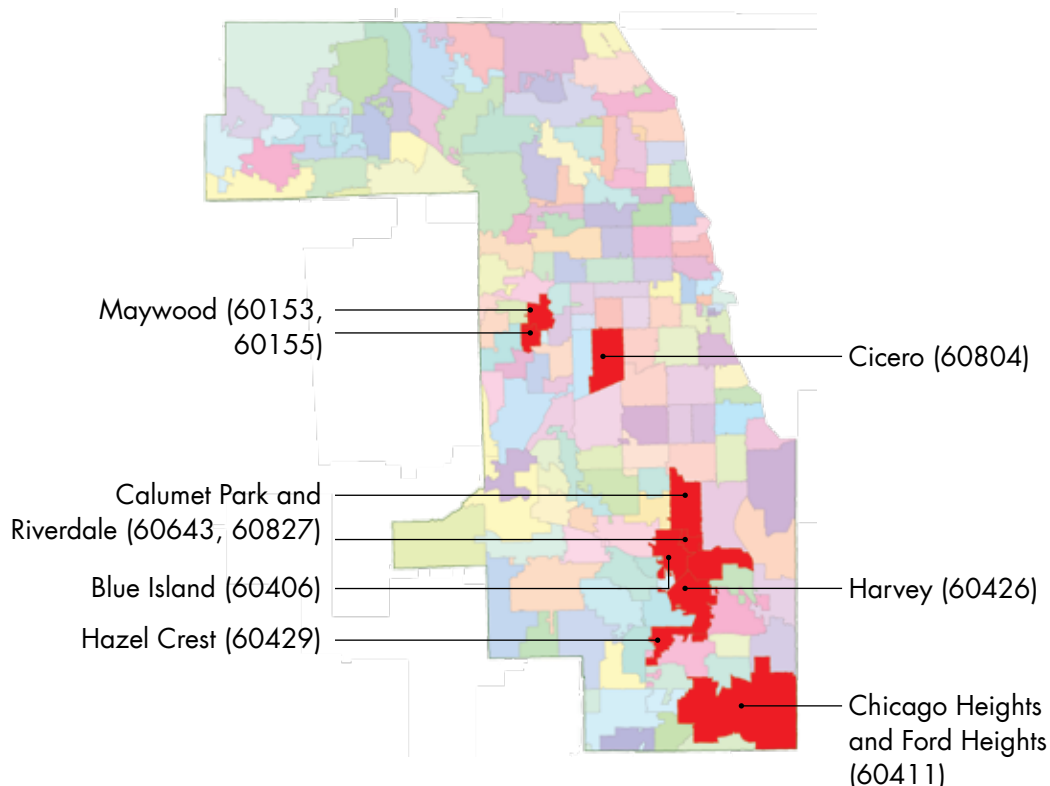 Maywood (60153,
60155)
Cicero (60804)
Calumet Park and
Riverdale (60643, 60827)
Blue Island (60406)
Harvey (60426)
Hazel Crest (60429)
Chicago Heights
and Ford Heights
(60411)